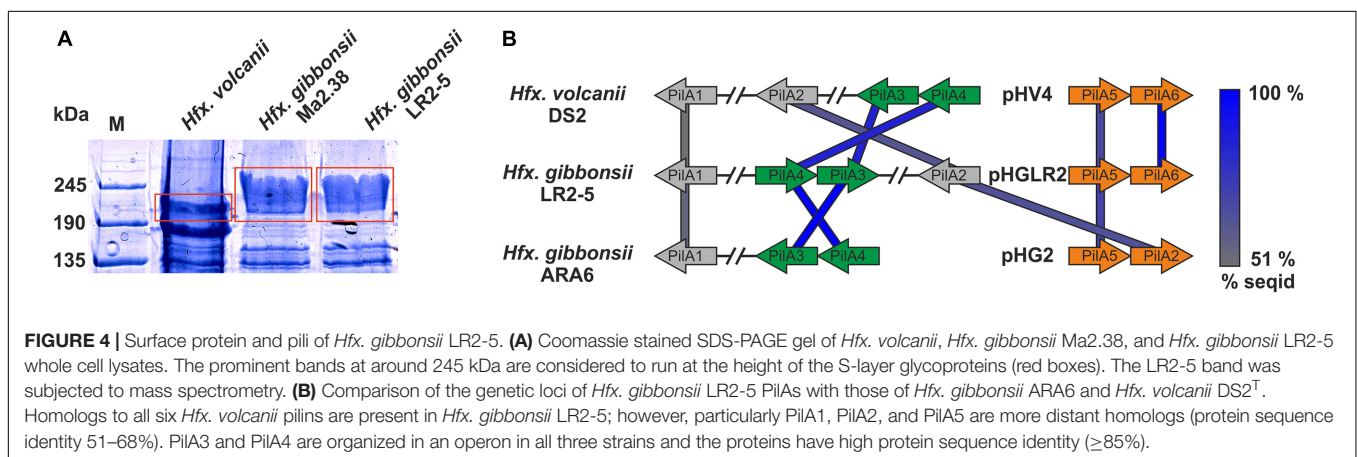 A
B
Hfx. volcanii
Hfx. gibbonsii
Ma2.38
Hfx. gibbonsii
LR2-5
kDa
M
245
190
135
Hfx. volcanii
DS2
PilA1
PilA2
PilA3
PilA4
pHV4
PilA5
PilA6
100 %
Hfx. gibbonsii
LR2-5
PilA1
PilA4
PilA3
PilA2
pHGLR2
PilA5
PilA6
Hfx. gibbonsii
ARA6
PilA1
PilA3
PilA4
pHG2
PilA5
PilA2
51 %
% seqid
FIGURE 4 | Surface protein and pili of Hfx. gibbonsii LR2-5. (A) Coomassie stained SDS-PAGE gel of Hfx. volcanii, Hfx. gibbonsii Ma2.38, and Hfx. gibbonsii LR2-5
whole cell lysates. The prominent bands at around 245 kDa are considered to run at the height of the S-layer glycoproteins (red boxes). The LR2-5 band was
subjected to mass spectrometry. (B) Comparison of the genetic loci of Hfx. gibbonsii LR2-5 PilAs with those of Hfx. gibbonsii ARA6 and Hfx. volcanii DS2ᵀ.
Homologs to all six Hfx. volcanii pilins are present in Hfx. gibbonsii LR2-5; however, particularly PilA1, PilA2, and PilA5 are more distant homologs (protein sequence
identity 51–68%). PilA3 and PilA4 are organized in an operon in all three strains and the proteins have high protein sequence identity (≥85%).